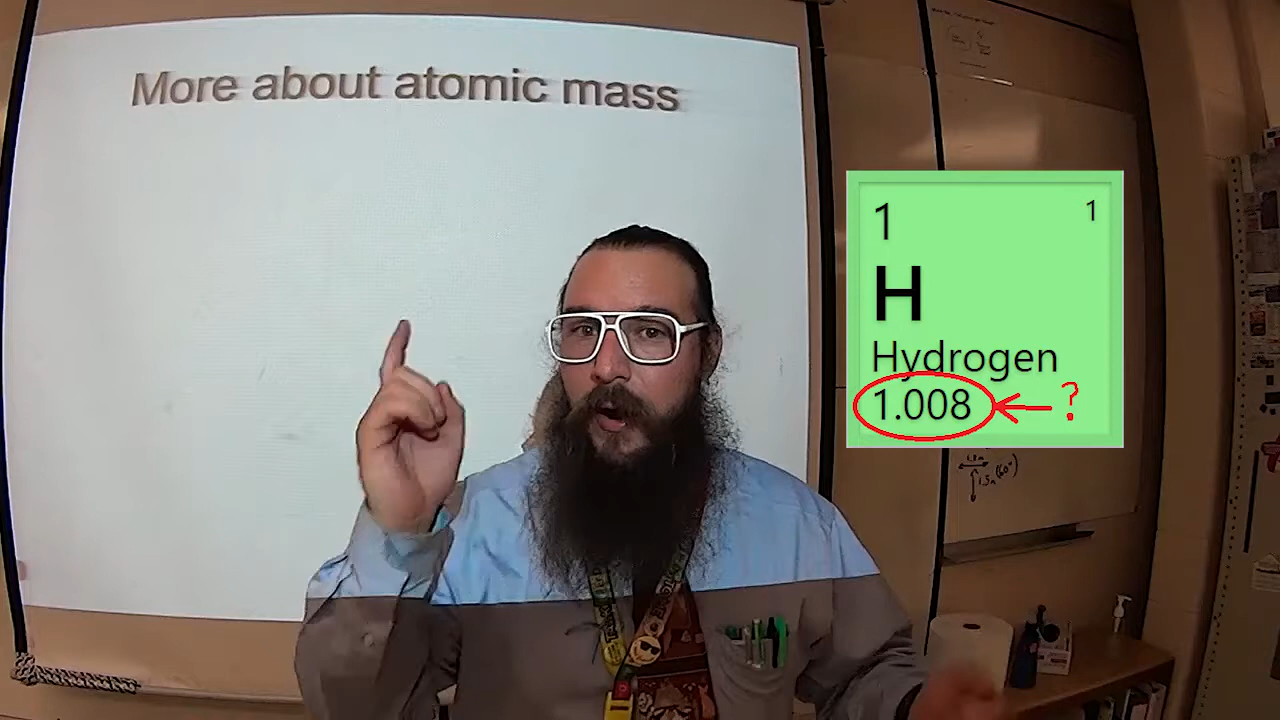 More about atomic mass
1 1
H
Hydrogen
1.008 ?